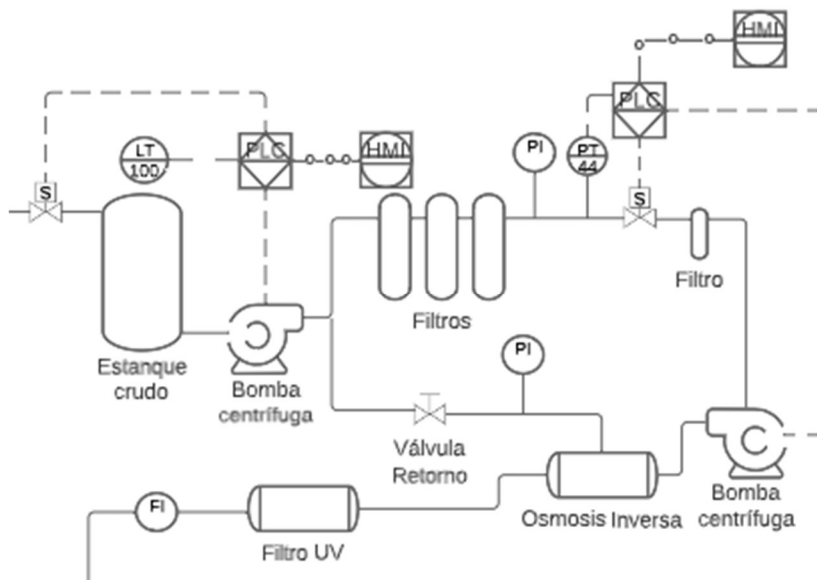 HMI
PLC
LT
100
PLC
HMI
PI
PT
44
S
S
Filtros
Filtro
Estanque
crudo
Bomba
centrífuga
PI
Válvula
Retorno
Osmosis Inversa
Bomba
centrífuga
FI
Filtro UV